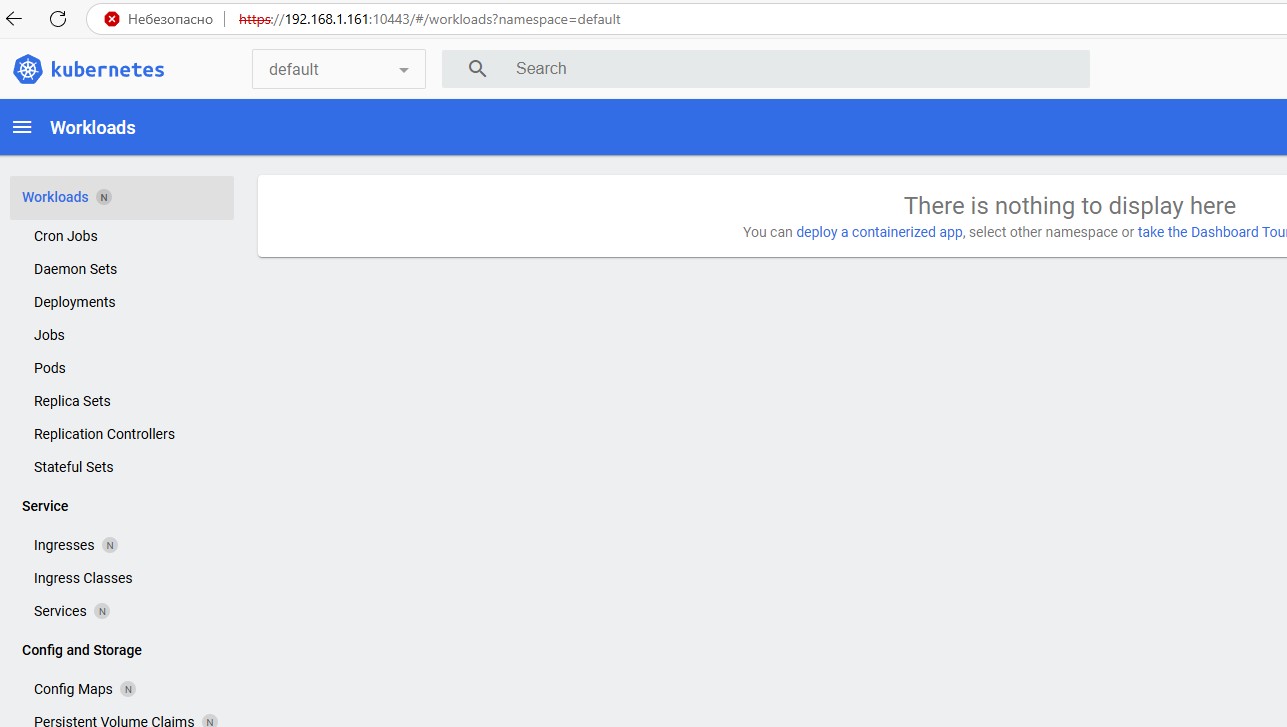 Небезопасно https://192.168.1.161:10443/#/workloads?namespace=default
kubernetes default Search
Workloads
Workloads N
There is nothing to display here
You can deploy a containerized app, select other namespace or take the Dashboard Tour
Cron Jobs
Daemon Sets
Deployments
Jobs
Pods
Replica Sets
Replication Controllers
Stateful Sets
Service
Ingresses N
Ingress Classes
Services N
Config and Storage
Config Maps N
Persistent Volume Claims N